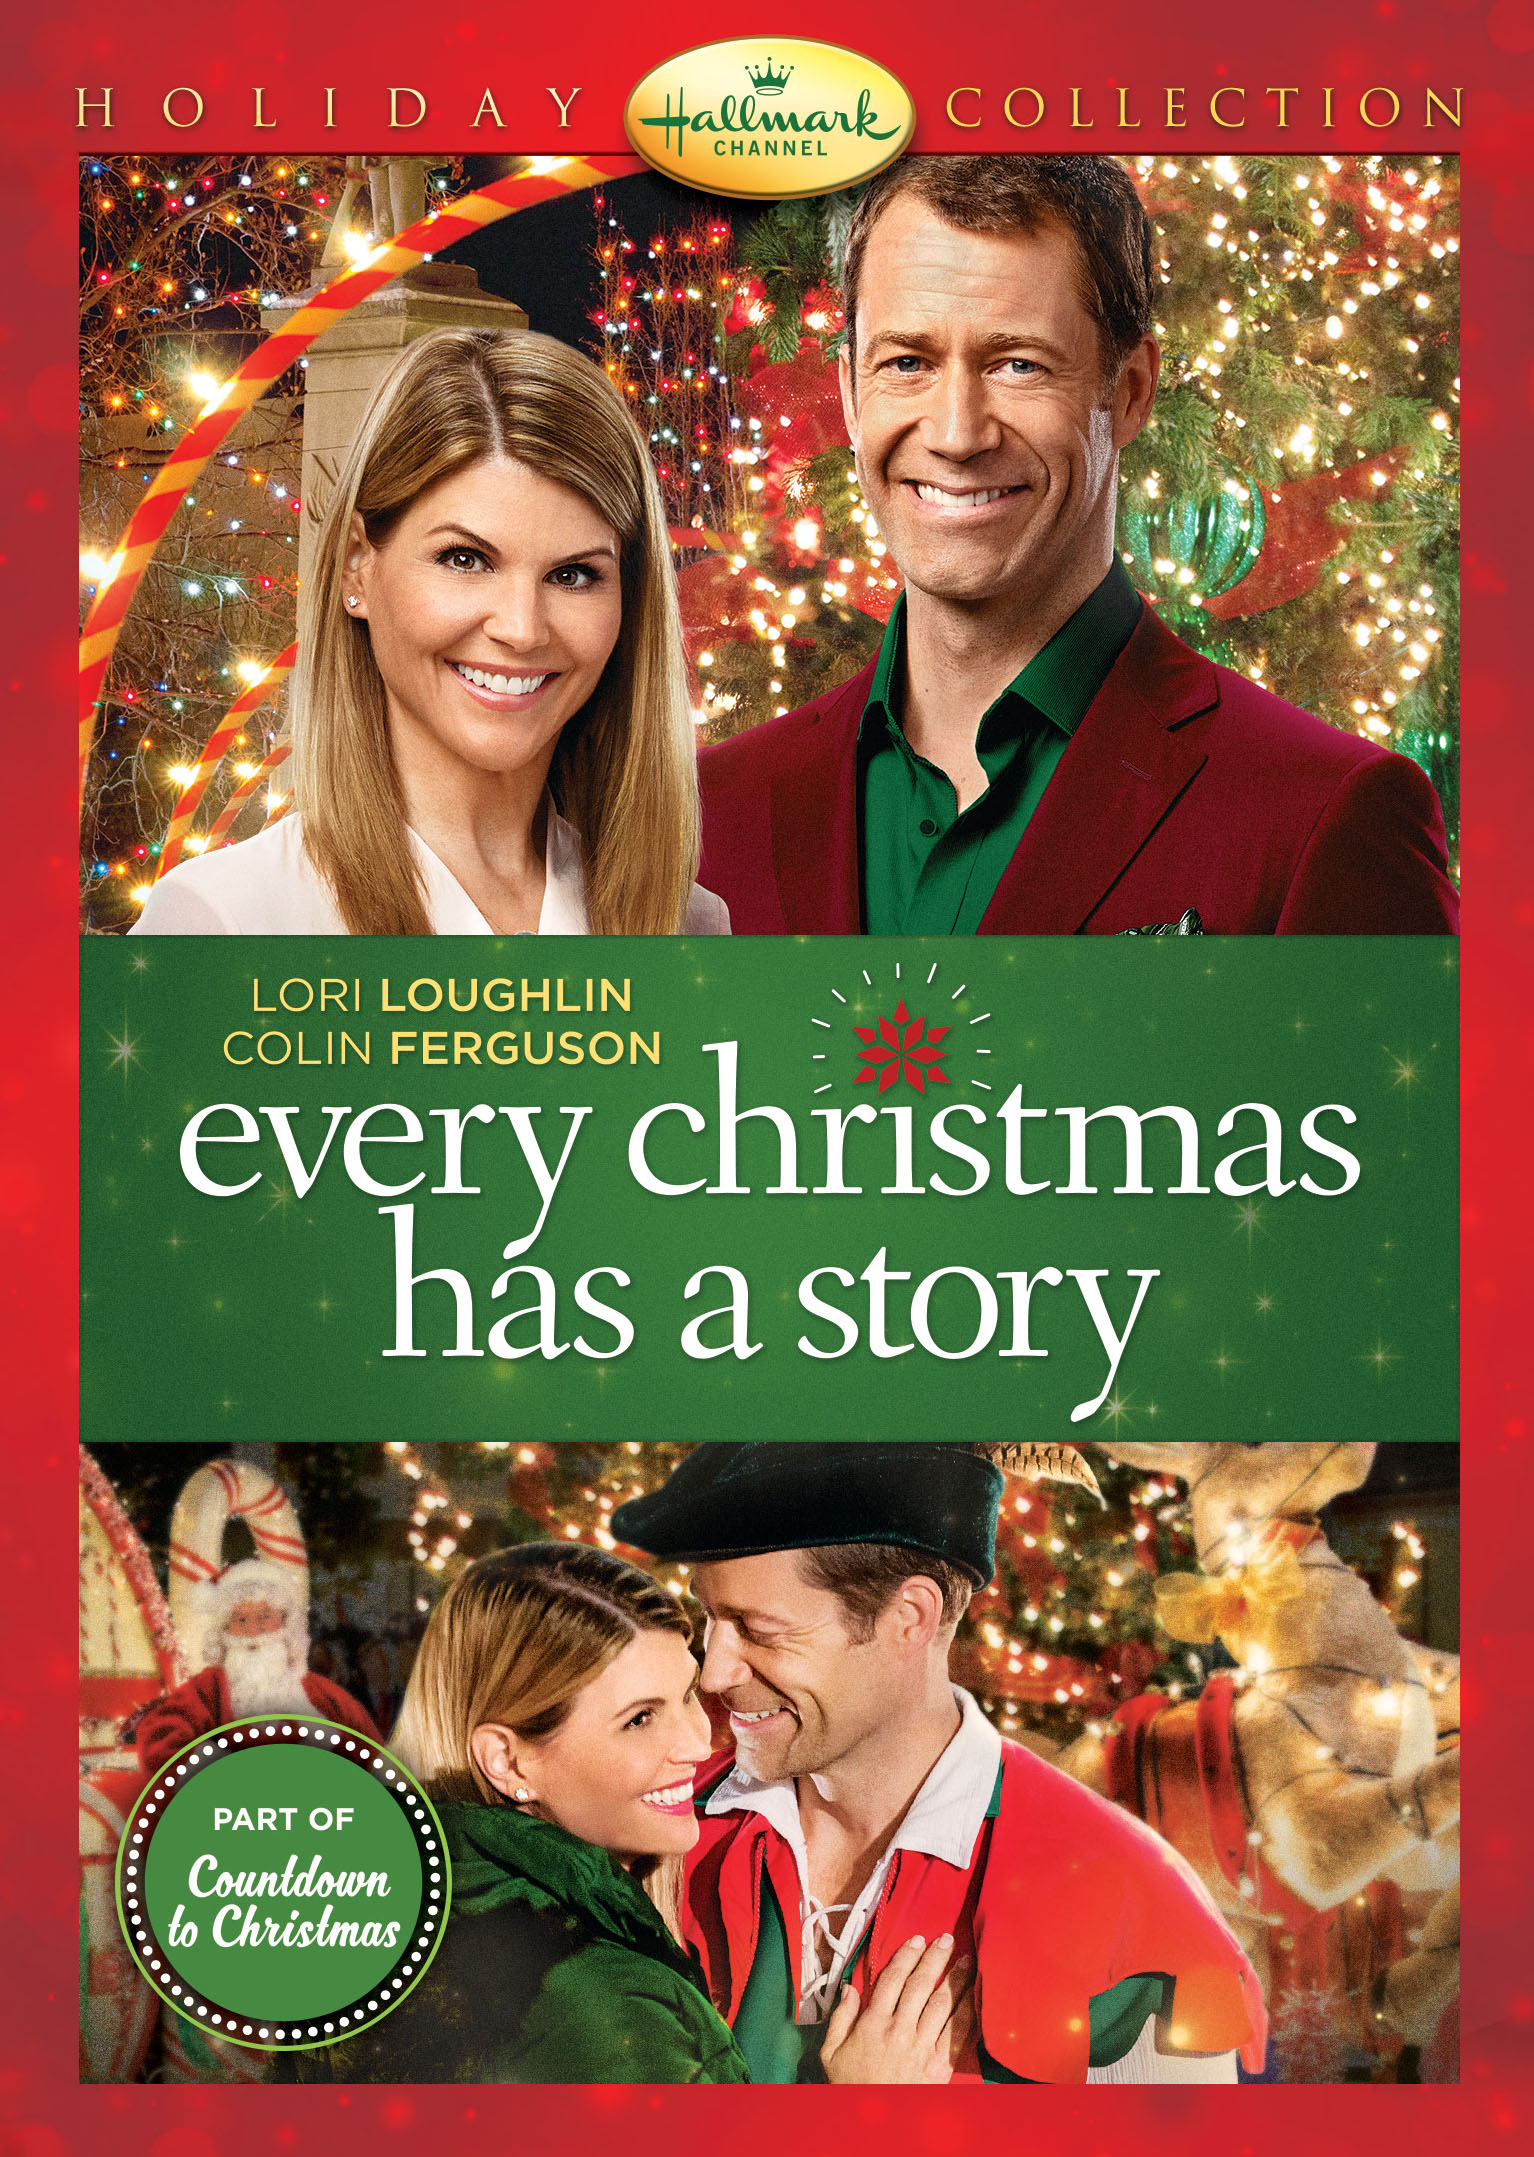 HOLIDAY Hallmark COLLECTION
CHANNEL
LORI LOUGHLIN
COLIN FERGUSON
every christmas
has a story
PART OF
Countdown
to Christmas